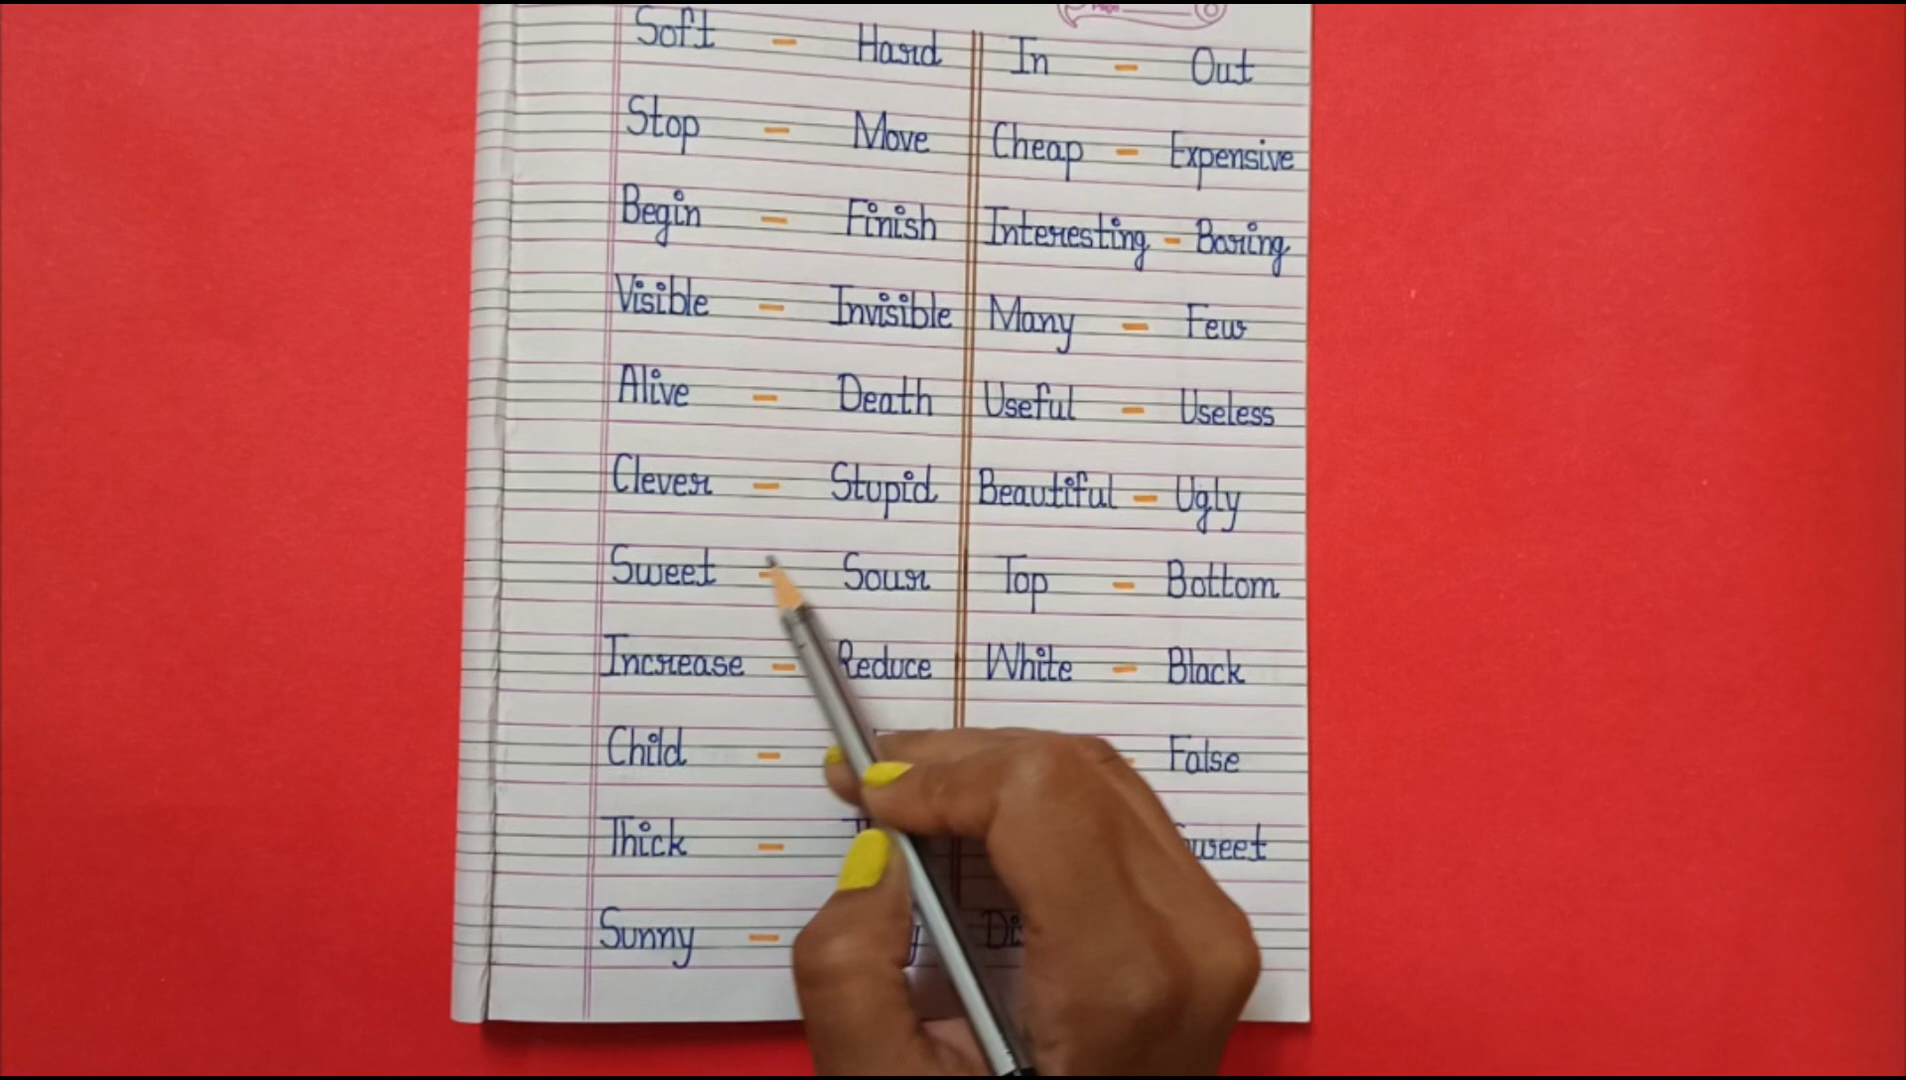 Soft - Hard In - Out
Stop - Move Cheap - Expensive
Begin - Finish Interesting - Boring
Visible - Invisible Many - Few
Alive - Death Useful - Useless
Clever - Stupid Beautiful - Ugly
Sweet - Sour Top - Bottom
Increase - Reduce White - Black
Child - - False
Thick - Sweet
Sunny -